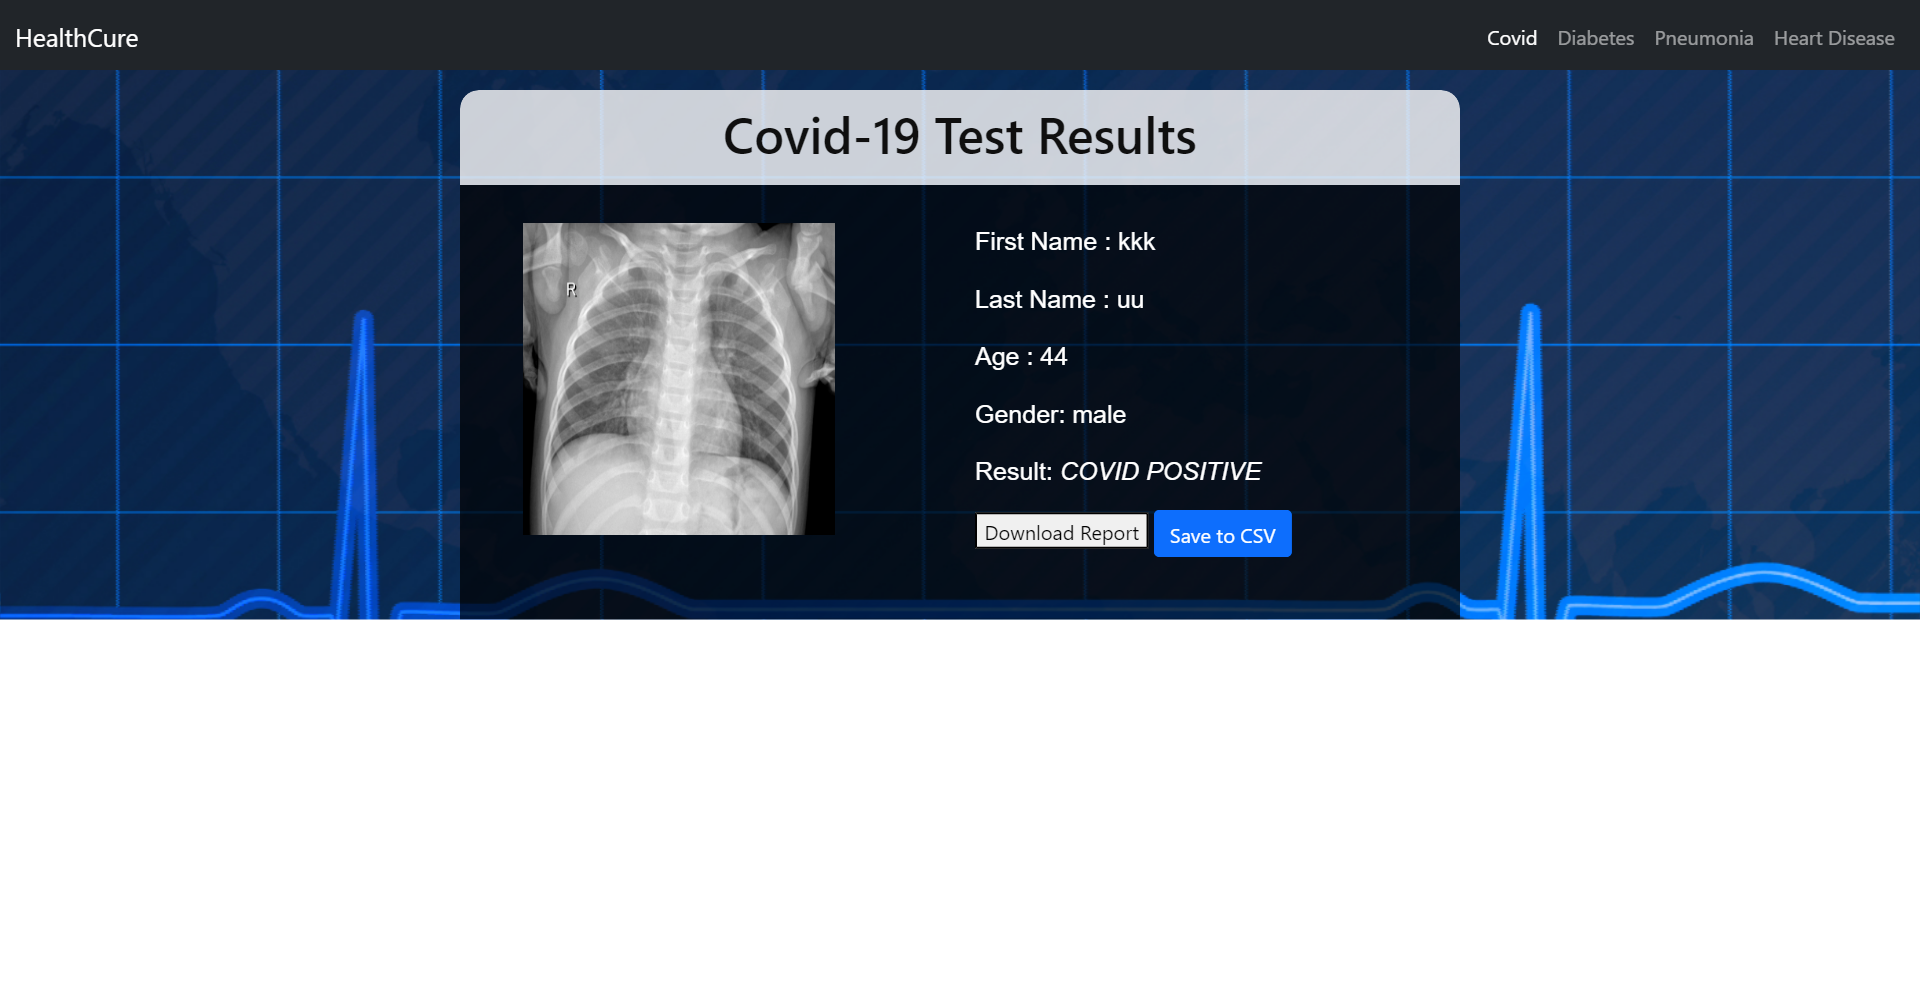 HealthCure
Covid Diabetes Pneumonia Heart Disease
Covid-19 Test Results
R
First Name : kkk
Last Name : uu
Age : 44
Gender: male
Result: COVID POSITIVE
Download Report Save to CSV